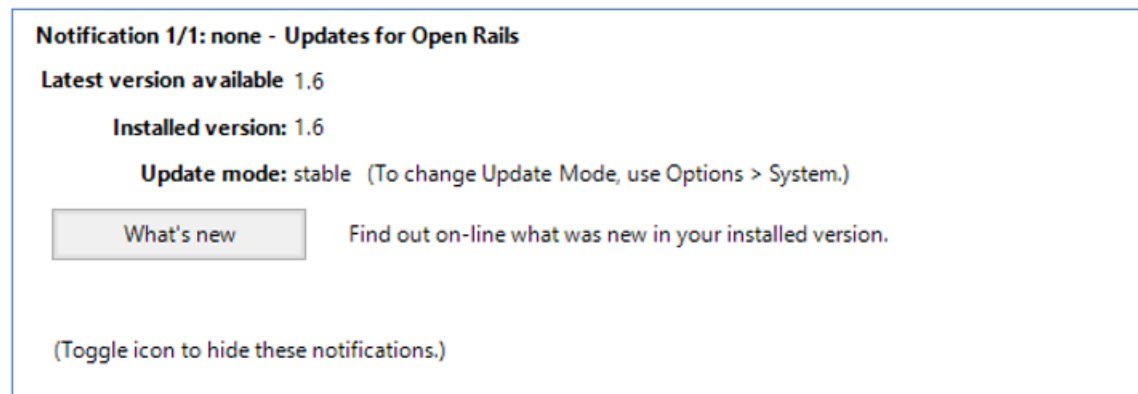 Notification 1/1: none - Updates for Open Rails
Latest version available 1.6
Installed version: 1.6
Update mode: stable (To change Update Mode, use Options > System.)
What's new Find out on-line what was new in your installed version.
(Toggle icon to hide these notifications.)